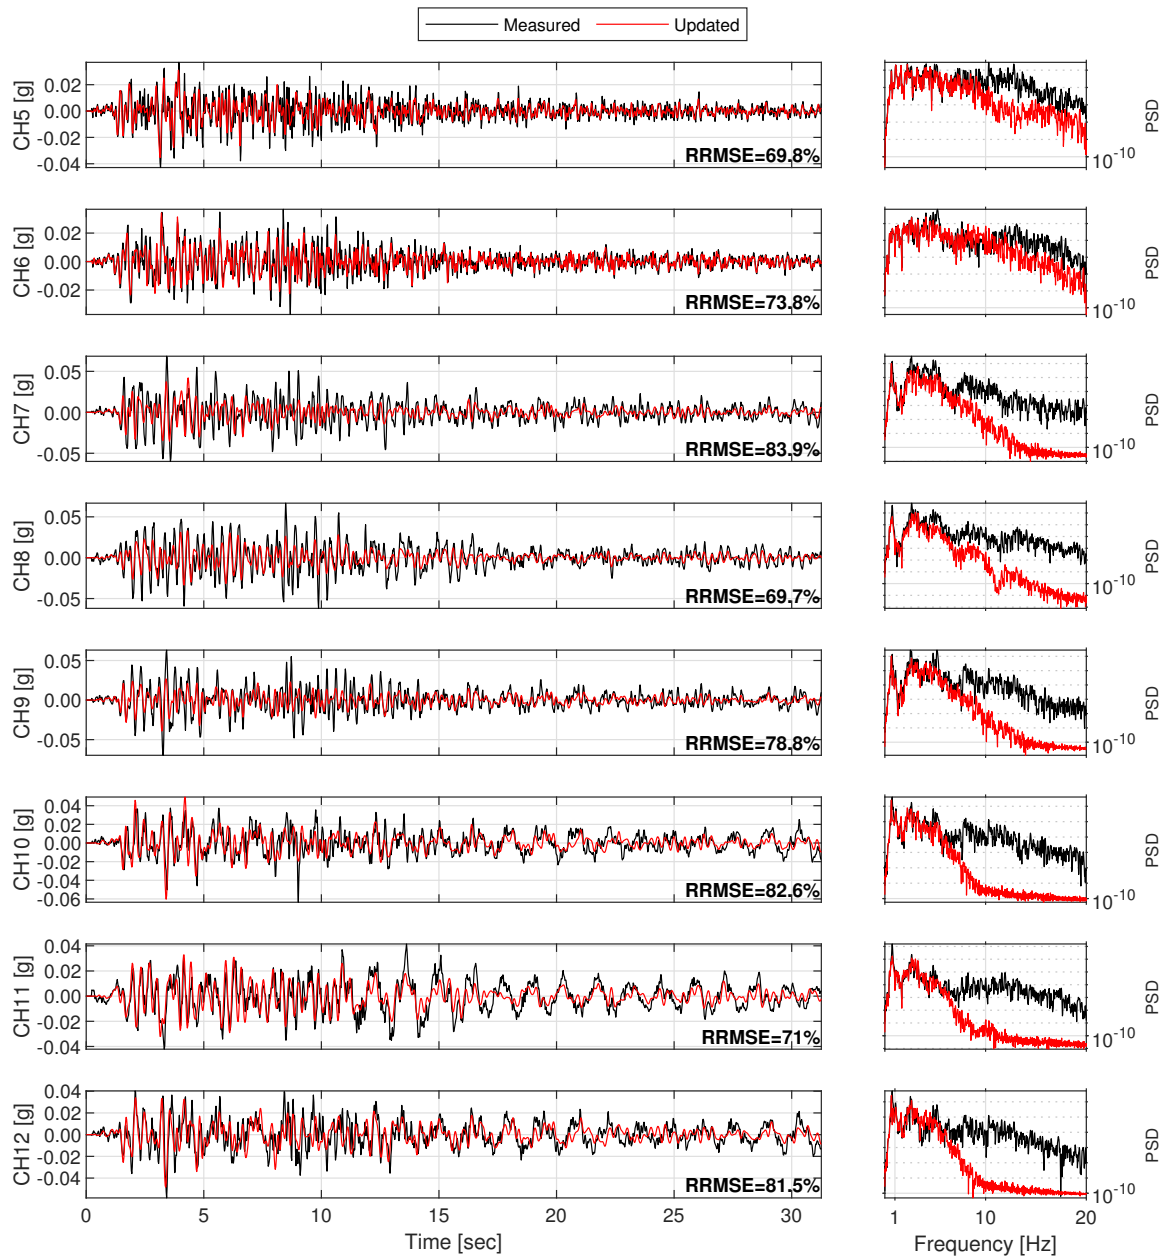 Measured Updated
CH5 [g]
0.02
0.00
-0.02
-0.04
RRMSE=69.8%
10^-10
PSD
CH6 [g]
0.02
0.00
-0.02
RRMSE=73.8%
10^-10
PSD
CH7 [g]
0.05
0.00
-0.05
RRMSE=83.9%
10^-10
PSD
CH8 [g]
0.05
0.00
-0.05
RRMSE=69.7%
10^-10
PSD
CH9 [g]
0.05
0.00
-0.05
RRMSE=78.8%
10^-10
PSD
CH10 [g]
0.04
0.02
0.00
-0.02
-0.04
-0.06
RRMSE=82.6%
10^-10
PSD
CH11 [g]
0.04
0.02
0.00
-0.02
-0.04
RRMSE=71%
10^-10
PSD
CH12 [g]
0.04
0.02
0.00
-0.02
-0.04
RRMSE=81.5%
10^-10
PSD
0 5 10 15 20 25 30
1 10 20
Time [sec]
Frequency [Hz]